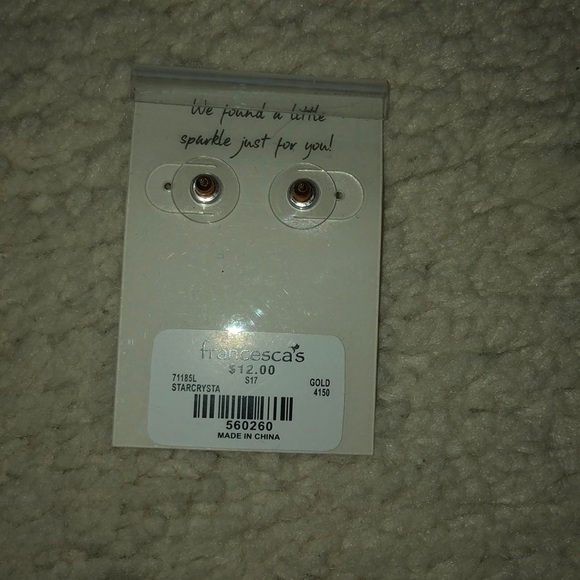 We found a little
sparkle just for you!
francesca's
$12.00
71185L S17 GOLD
STARCRYSTA 4150
560260
MADE IN CHINA